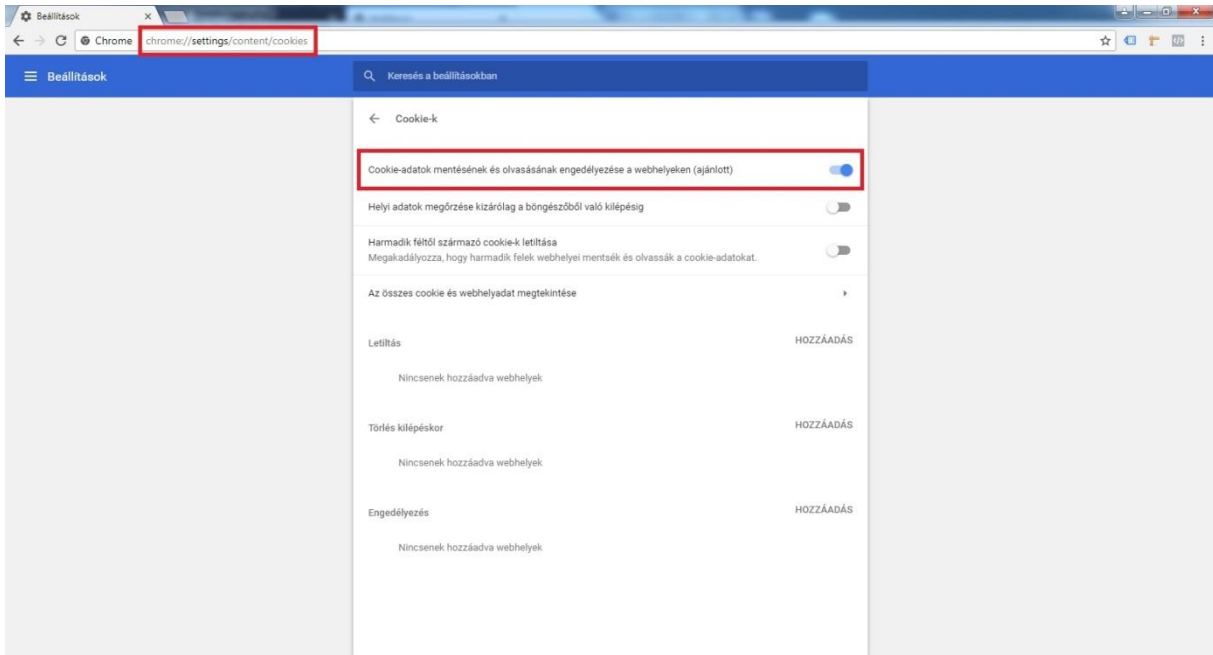 Beállítások
Chrome
chrome://settings/content/cookies
Beállítások
Keresés a beállításokban
Cookie-k
Cookie-adatok mentésének és olvasásának engedélyezése a webhelyeken (ajánlott)
Helyi adatok megőrzése kizárólag a böngészőből való kilépésig
Harmadik féltől származó cookie-k letiltása
Megakadályozza, hogy harmadik felek webhelyei mentsék és olvassák a cookie-adatokat.
Az összes cookie és webhelyadat megtekintése
Letiltás HOZZÁADÁS
Nincsenek hozzáadva webhelyek
Törlés kilépéskor HOZZÁADÁS
Nincsenek hozzáadva webhelyek
Engedélyezés HOZZÁADÁS
Nincsenek hozzáadva webhelyek